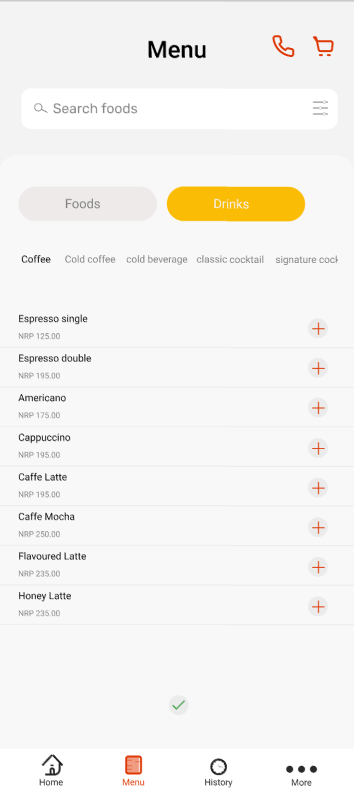 Menu
Search foods
Foods Drinks
Coffee Cold coffee cold beverage classic cocktail signature cock
Espresso single
NRP 125.00
Espresso double
NRP 195.00
Americano
NRP 175.00
Cappuccino
NRP 195.00
Caffe Latte
NRP 195.00
Caffe Mocha
NRP 250.00
Flavoured Latte
NRP 235.00
Honey Latte
NRP 235.00
Home Menu History More